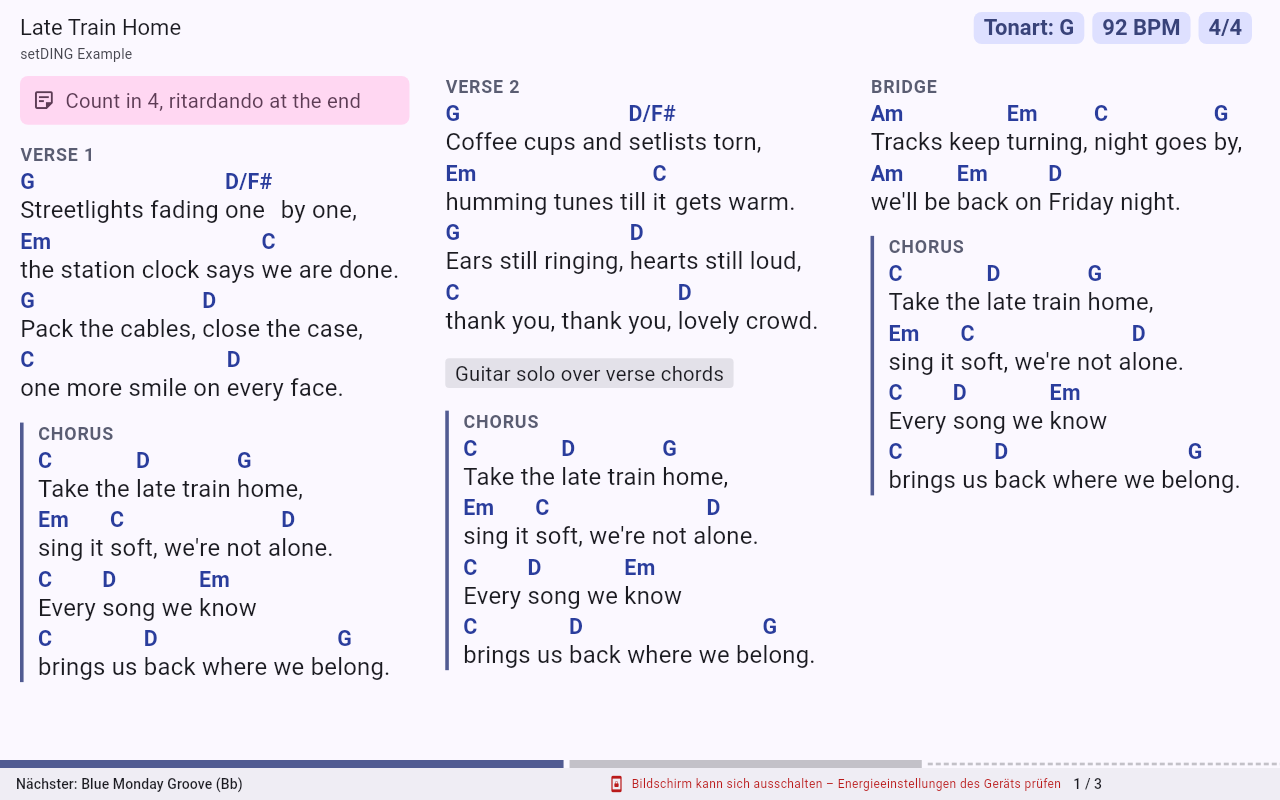 Late Train Home
setDING Example
Tonart: G
92 BPM
4/4
Count in 4, ritardando at the end
VERSE 1
G D/F#
Streetlights fading one by one,
Em C
the station clock says we are done.
G D
Pack the cables, close the case,
C D
one more smile on every face.
CHORUS
C D G
Take the late train home,
Em C D
sing it soft, we're not alone.
C D Em
Every song we know
C D G
brings us back where we belong.
VERSE 2
G D/F#
Coffee cups and setlists torn,
Em C
humming tunes till it gets warm.
G D
Ears still ringing, hearts still loud,
C D
thank you, thank you, lovely crowd.
Guitar solo over verse chords
CHORUS
C D G
Take the late train home,
Em C D
sing it soft, we're not alone.
C D Em
Every song we know
C D G
brings us back where we belong.
BRIDGE
Am Em C G
Tracks keep turning, night goes by,
Am Em D
we'll be back on Friday night.
CHORUS
C D G
Take the late train home,
Em C D
sing it soft, we're not alone.
C D Em
Every song we know
C D G
brings us back where we belong.
Nächster: Blue Monday Groove (Bb)
Bildschirm kann sich ausschalten – Energieeinstellungen des Geräts prüfen
1 / 3